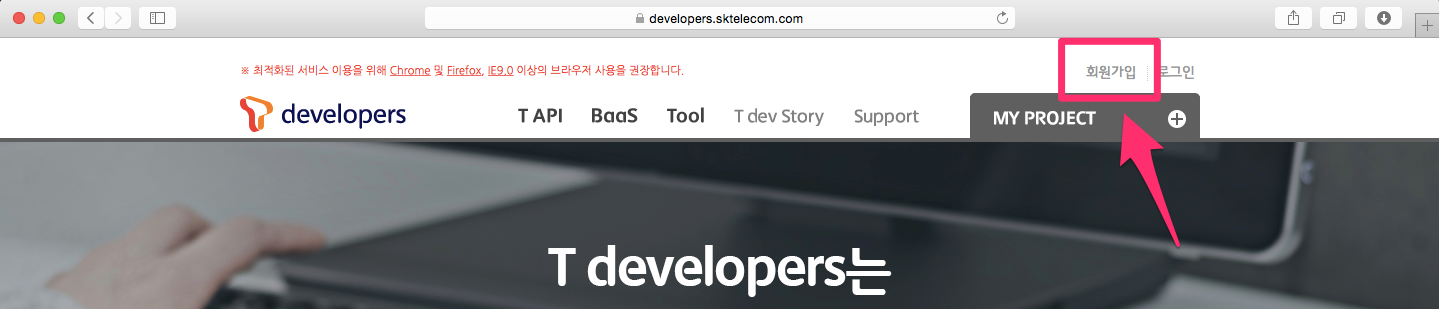 developers.sktelecom.com
※ 최적화된 서비스 이용을 위해 Chrome 및 Firefox, IE9.0 이상의 브라우저 사용을 권장합니다.
회원가입 로그인
developers T API BaaS Tool T dev Story Support MY PROJECT
T developers는